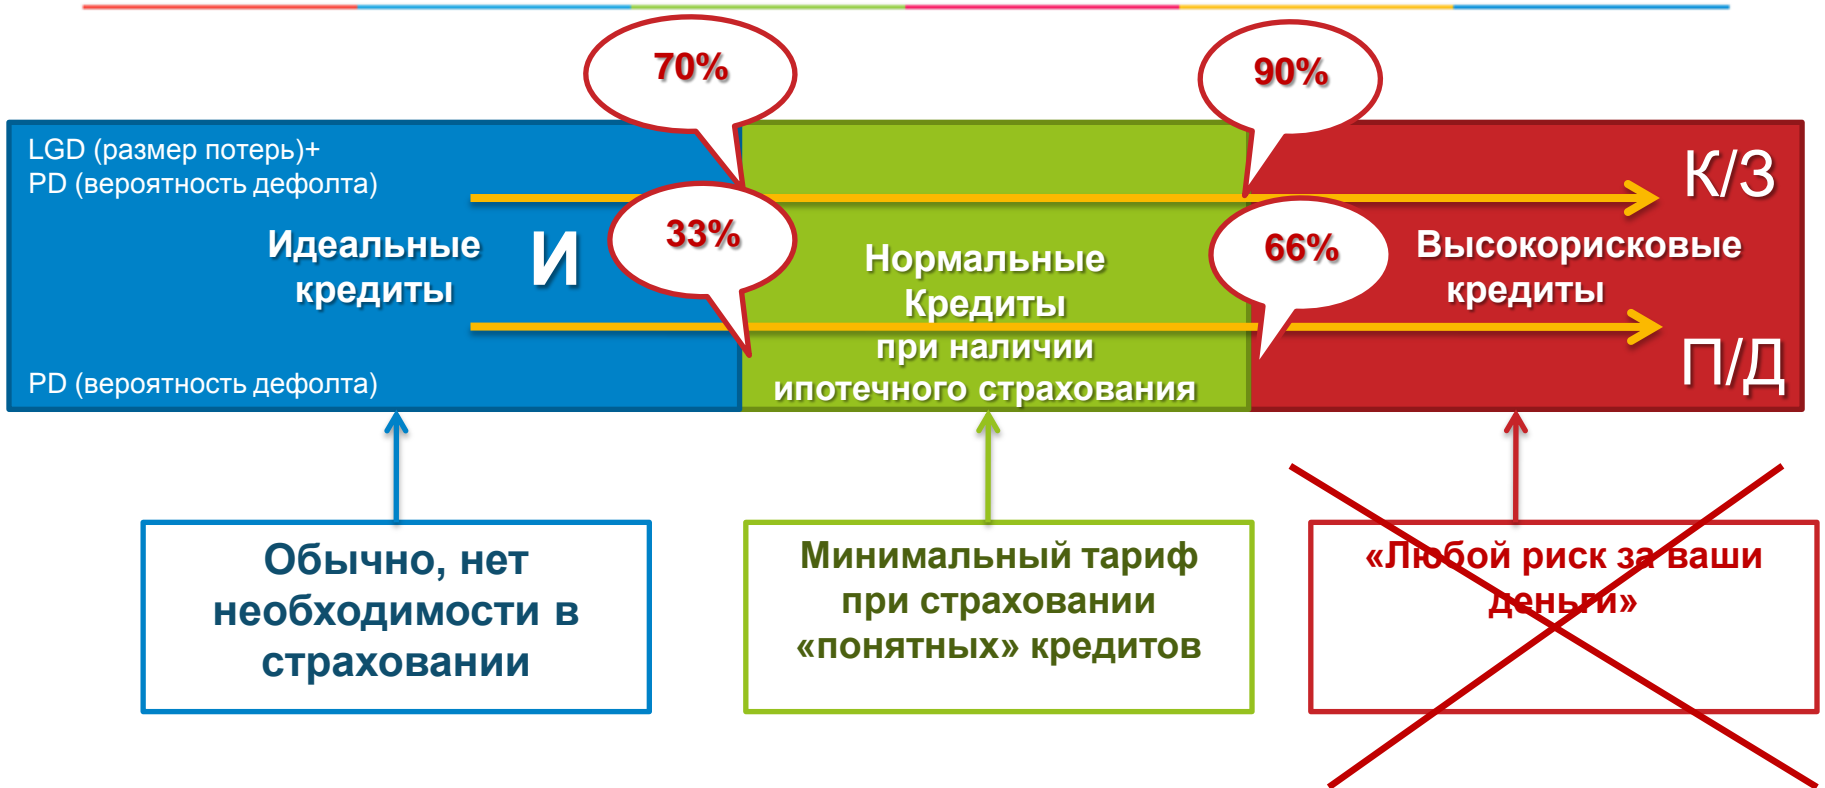 70%
90%
LGD (размер потерь)+
PD (вероятность дефолта)
К/З
33%
66%
Идеальные
кредиты
И
Нормальные
Кредиты
при наличии
ипотечного страхования
Высокорисковые
кредиты
PD (вероятность дефолта)
П/Д
Обычно, нет
необходимости в
страховании
Минимальный тариф
при страховании
«понятных» кредитов
«Любой риск за ваши
деньги»